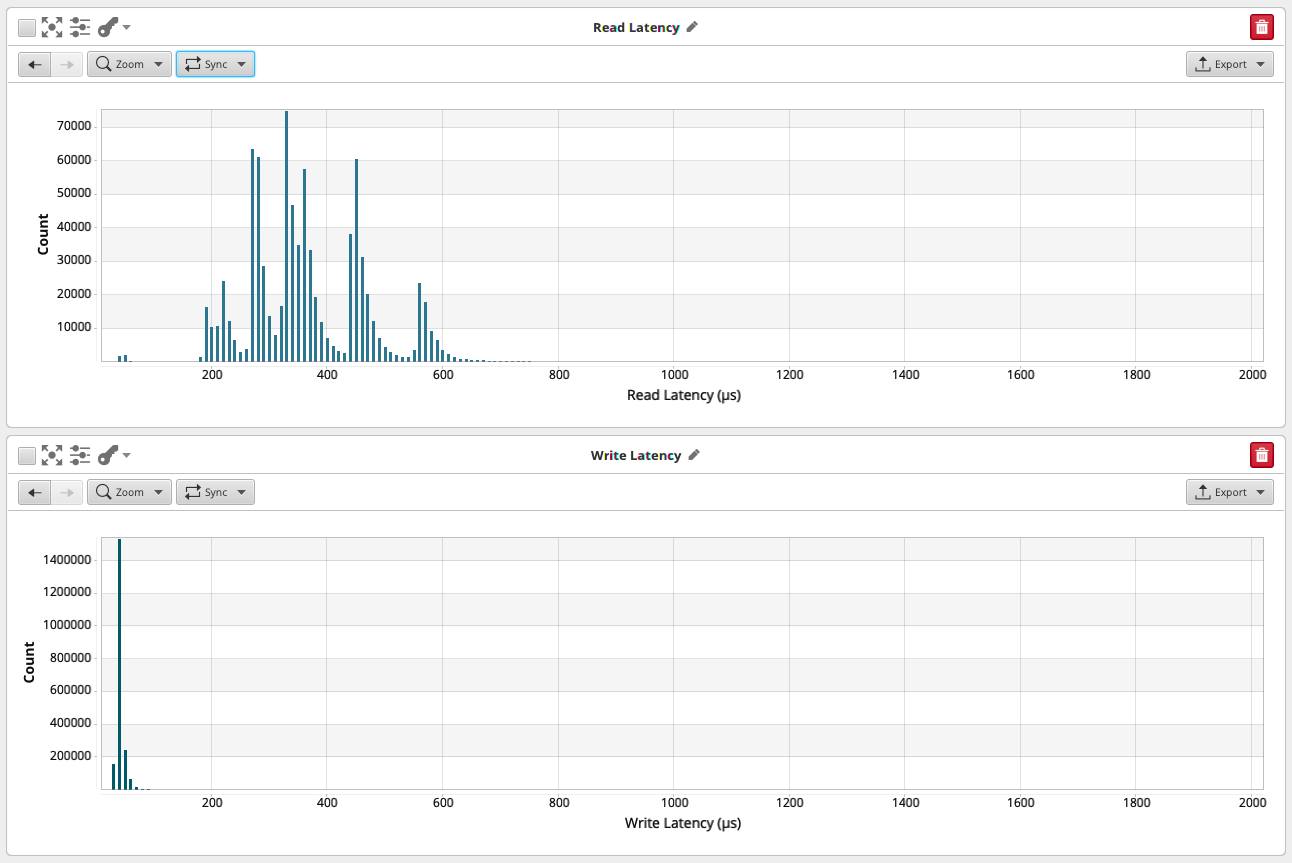 Read Latency
Zoom Sync Export
70000
60000
50000
40000
30000
20000
10000
Count
200 400 600 800 1000 1200 1400 1600 1800 2000
Read Latency (µs)
Write Latency
Zoom Sync Export
1400000
1200000
1000000
800000
600000
400000
200000
Count
200 400 600 800 1000 1200 1400 1600 1800 2000
Write Latency (µs)